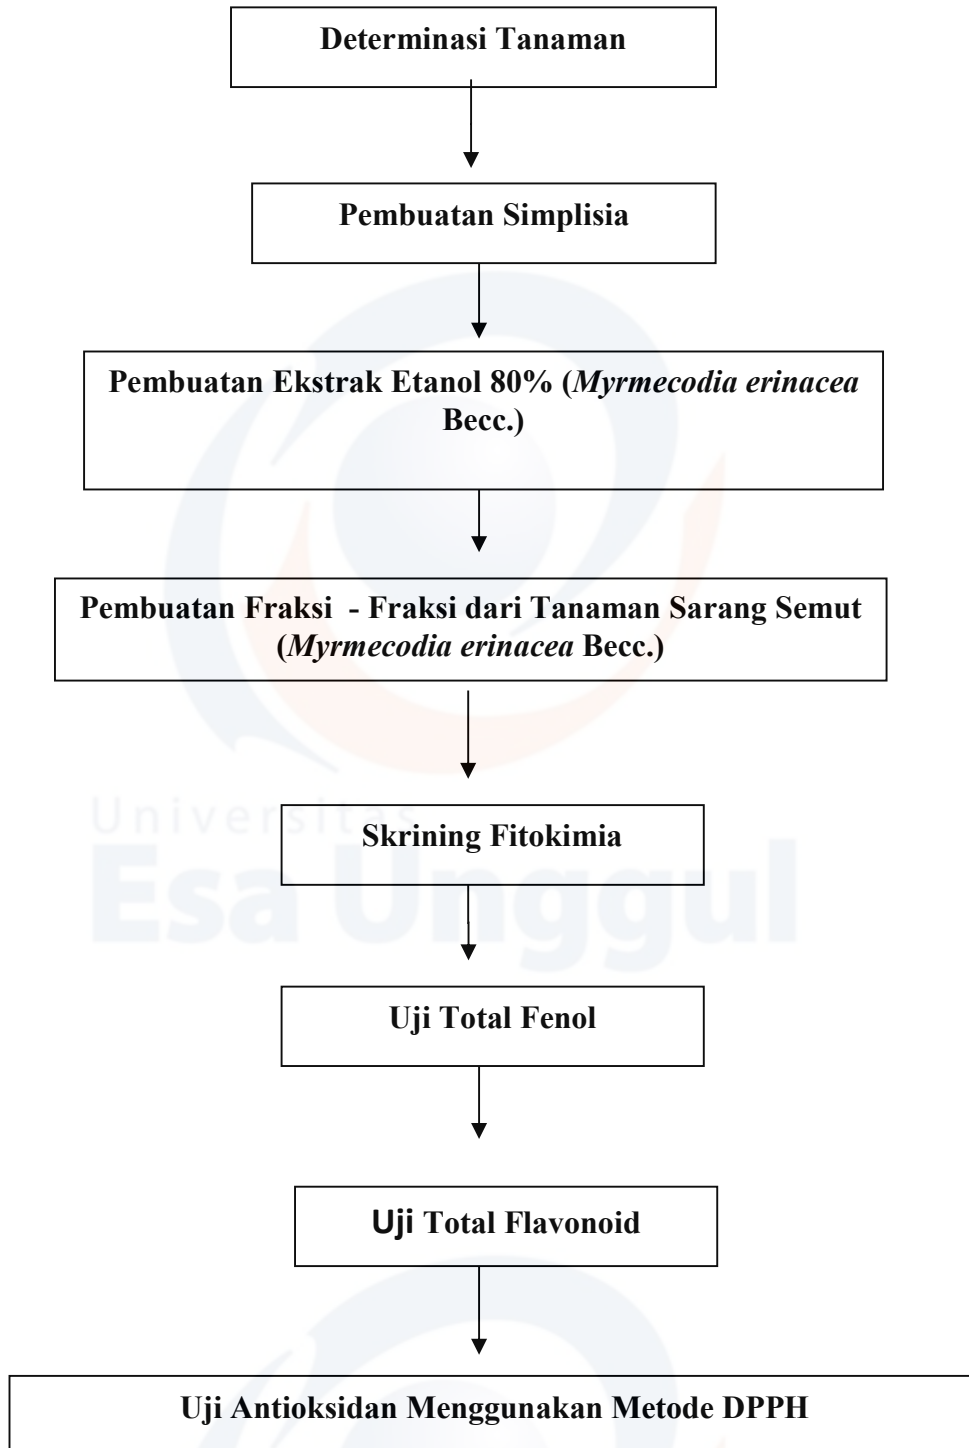 Determinasi Tanaman
Pembuatan Simplisia
Pembuatan Ekstrak Etanol 80% (Myrmecodia erinacea
Becc.)
Pembuatan Fraksi - Fraksi dari Tanaman Sarang Semut
(Myrmecodia erinacea Becc.)
Universitas
Esa Unggul
Skrining Fitokimia
Uji Total Fenol
Uji Total Flavonoid
Uji Antioksidan Menggunakan Metode DPPH